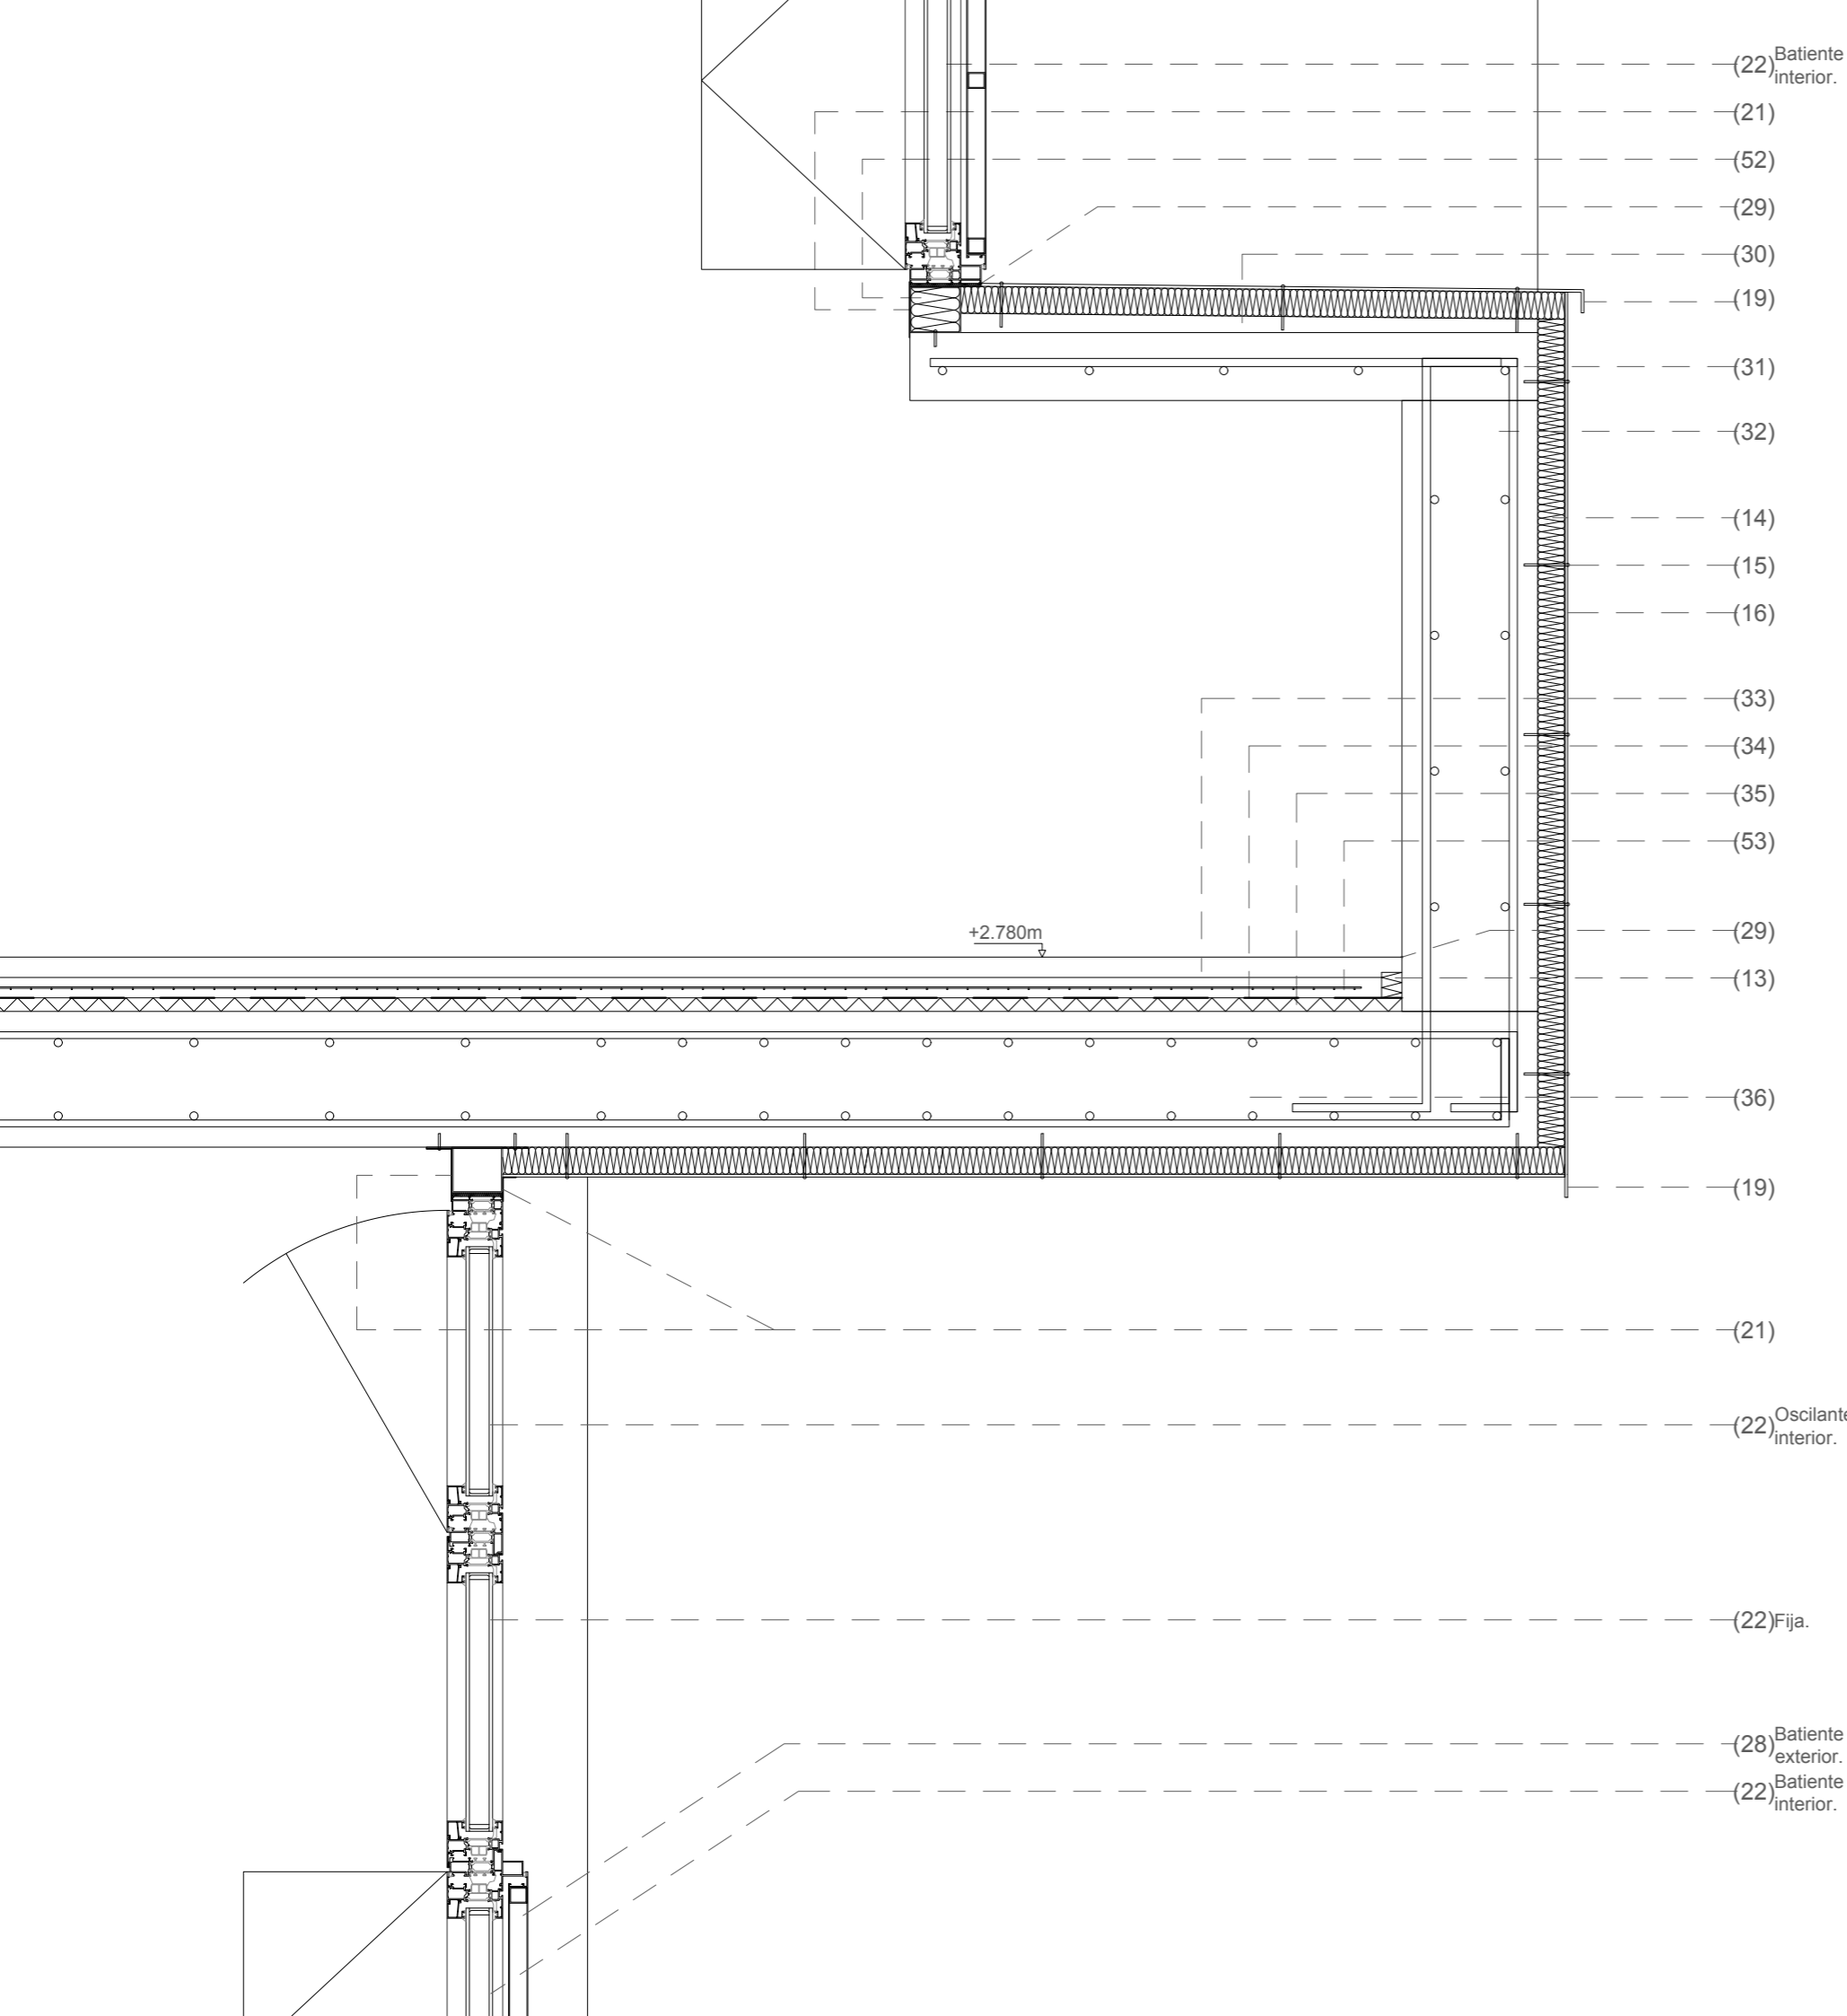 (22) Batiente
interior.
(21)
(52)
(29)
(30)
(19)
(31)
(32)
(14)
(15)
(16)
(33)
(34)
(35)
(53)
+2.780m
(29)
(13)
(36)
(19)
(21)
(22) Oscilante
interior.
(22) Fija.
(28) Batiente
exterior.
(22) Batiente
interior.